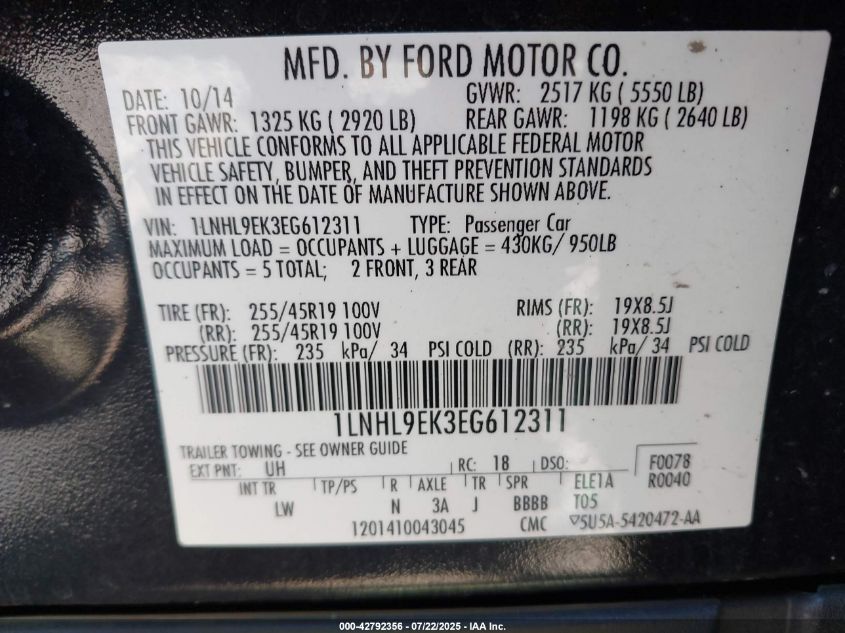 MFD. BY FORD MOTOR CO.
DATE: 10/14 GVWR: 2517 KG ( 5550 LB)
FRONT GAWR: 1325 KG ( 2920 LB) REAR GAWR: 1198 KG ( 2640 LB)
THIS VEHICLE CONFORMS TO ALL APPLICABLE FEDERAL MOTOR
VEHICLE SAFETY, BUMPER, AND THEFT PREVENTION STANDARDS
IN EFFECT ON THE DATE OF MANUFACTURE SHOWN ABOVE.
VIN: 1LNHL9EK3EG612311 TYPE: Passenger Car
MAXIMUM LOAD = OCCUPANTS + LUGGAGE = 430KG/ 950LB
OCCUPANTS = 5 TOTAL; 2 FRONT, 3 REAR
TIRE (FR): 255/45R19 100V RIMS (FR): 19X8.5J
(RR): 255/45R19 100V (RR): 19X8.5J
PRESSURE (FR): 235 kPa/ 34 PSI COLD (RR): 235 kPa/ 34 PSI COLD
1LNHL9EK3EG612311
TRAILER TOWING - SEE OWNER GUIDE
EXT PNT: UH RC: 18 DSO: F0078
INT TR TP/PS R AXLE TR SPR ELE1A R0040
LW N 3A J BBBB T05
1201410043045 CMC ▽5U5A-5420472-AA
000-42792356 - 07/22/2025 - IAA Inc.